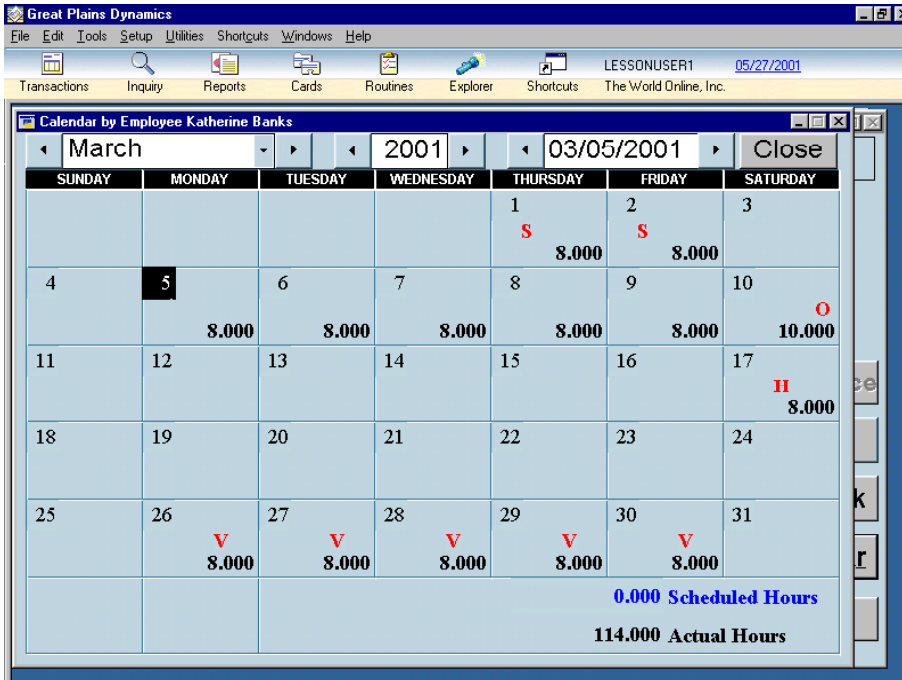 Great Plains Dynamics
File Edit Tools Setup Utilities Shortcuts Windows Help
LESSONUSER1 05/27/2001
Transactions Inquiry Reports Cards Routines Explorer Shortcuts The World Online, Inc.
Calendar by Employee Katherine Banks
March 2001 03/05/2001 Close
SUNDAY MONDAY TUESDAY WEDNESDAY THURSDAY FRIDAY SATURDAY
1 2 3
S S
8.000 8.000
4 5 6 7 8 9 10
O
8.000 8.000 8.000 8.000 8.000 10.000
11 12 13 14 15 16 17
H
8.000
18 19 20 21 22 23 24
25 26 27 28 29 30 31
V V V V V
8.000 8.000 8.000 8.000 8.000
0.000 Scheduled Hours
114.000 Actual Hours